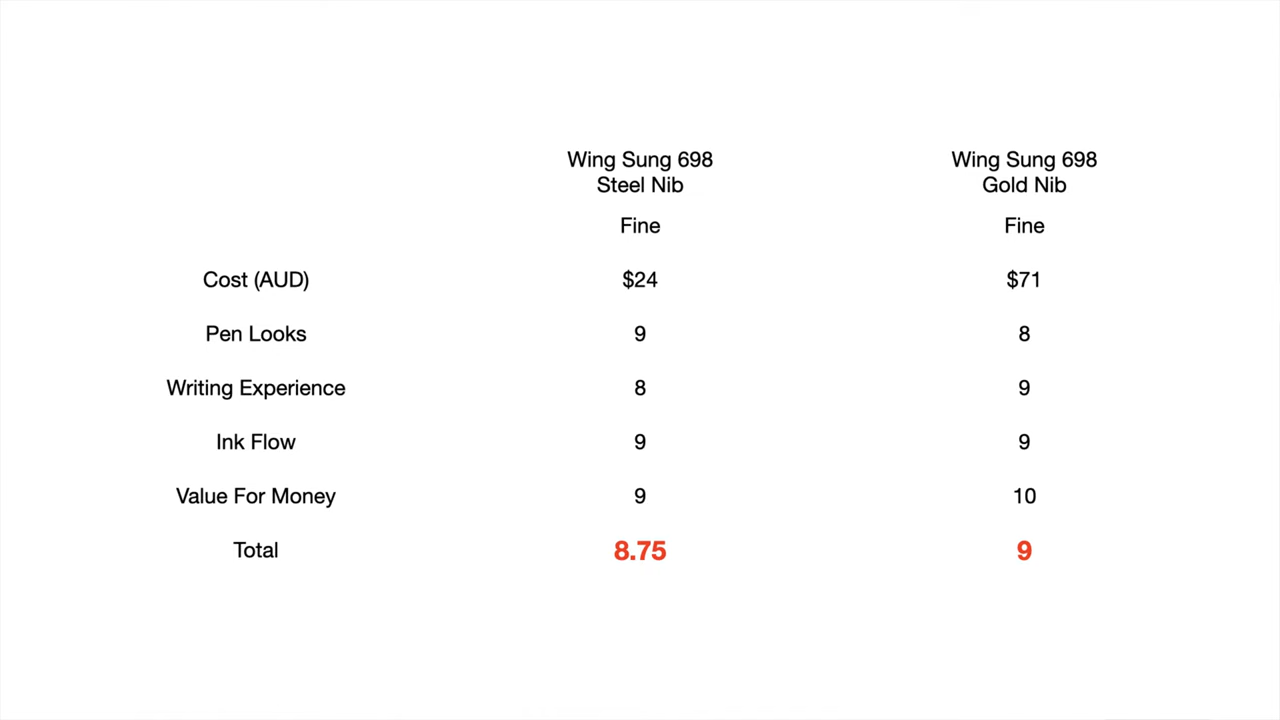 Wing Sung 698 Wing Sung 698
Steel Nib Gold Nib
Fine Fine
Cost (AUD) $24 $71
Pen Looks 9 8
Writing Experience 8 9
Ink Flow 9 9
Value For Money 9 10
Total 8.75 9